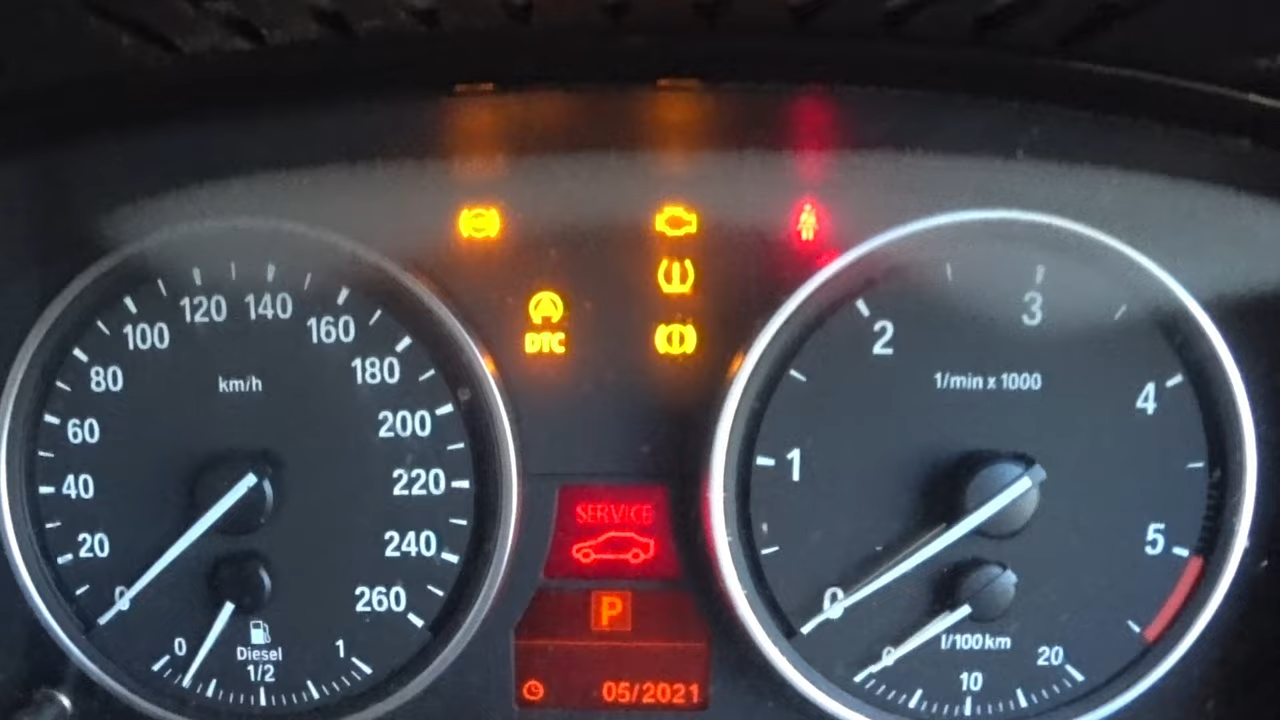 120 140
100 160
80 180
km/h
60 200
40 220
20 240
0 260
0 1
Diesel
1/2
DTC
SERVICE
P
05/2021
3
2
1/min x 1000
4
1
5
0
l/100km
0 20
10